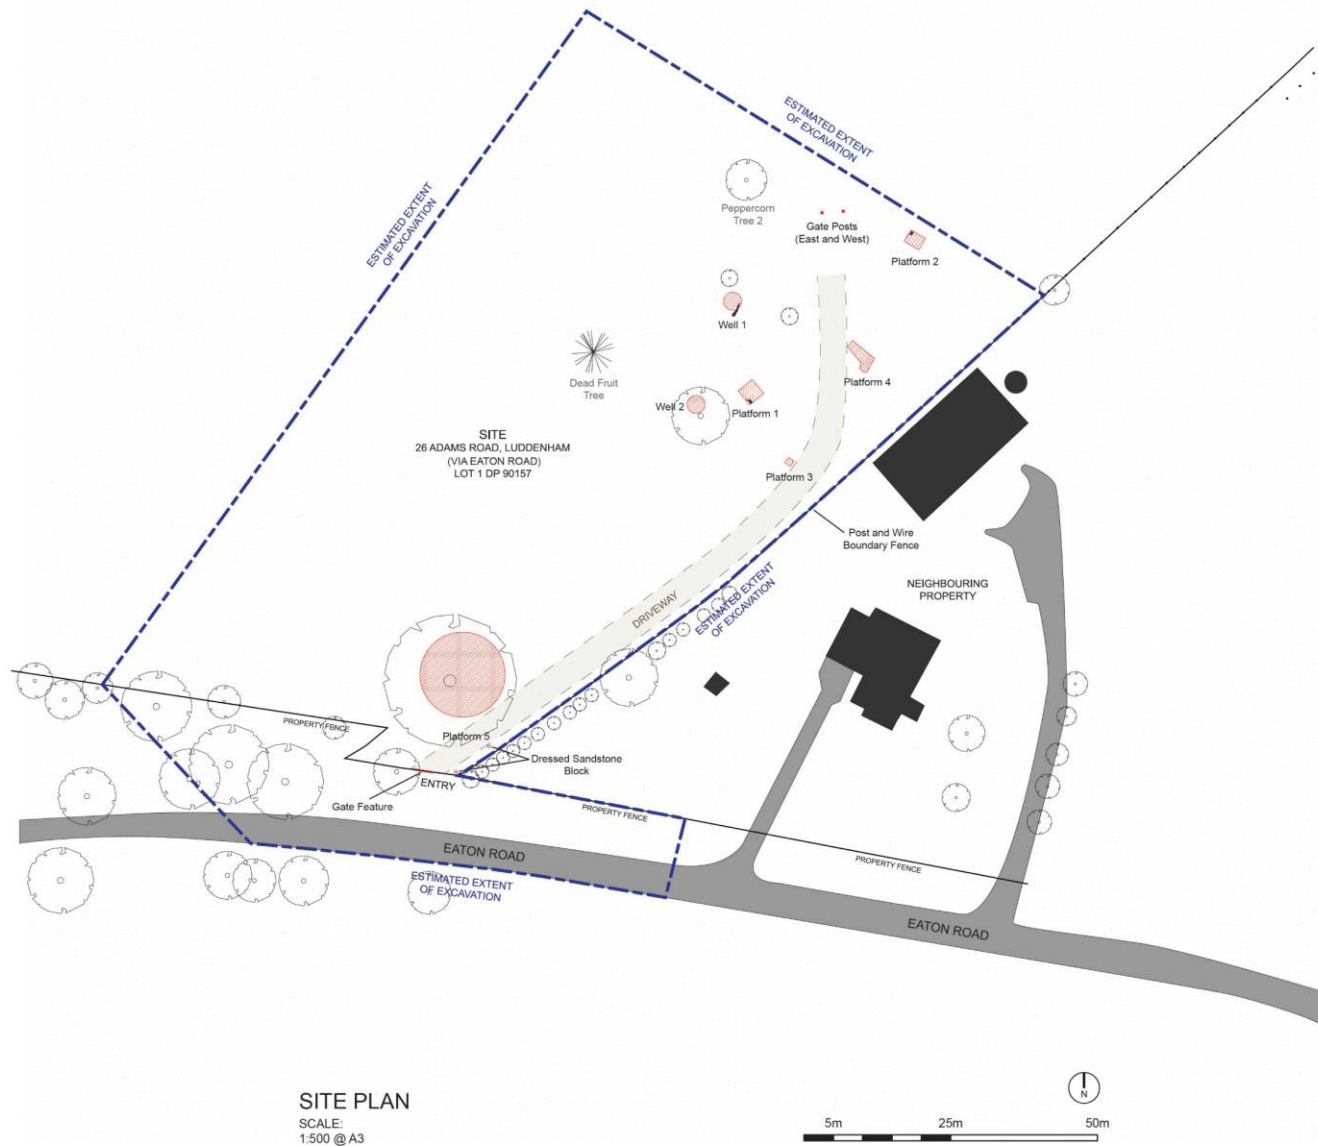 ESTIMATED EXTENT
OF EXCAVATION
ESTIMATED EXTENT
OF EXCAVATION
Peppercorn
Tree 2
Gate Posts
(East and West)
Platform 2
Well 1
Dead Fruit
Tree
Platform 4
Well 2
Platform 1
SITE
26 ADAMS ROAD, LUDDENHAM
(VIA EATON ROAD)
LOT 1 DP 90157
Platform 3
Post and Wire
Boundary Fence
NEIGHBOURING
PROPERTY
DRIVEWAY
ESTIMATED EXTENT
OF EXCAVATION
PROPERTY FENCE
Platform 5
Dressed Sandstone
Block
ENTRY
Gate Feature
PROPERTY FENCE
EATON ROAD
PROPERTY FENCE
ESTIMATED EXTENT
OF EXCAVATION
EATON ROAD
SITE PLAN
SCALE:
1:500 @ A3
N
5m 25m 50m